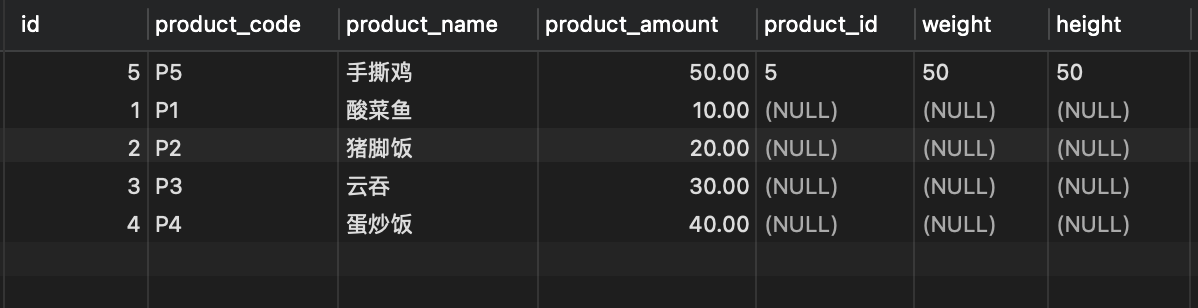 id product_code product_name product_amount product_id weight height
5 P5 手撕鸡 50.00 5 50 50
1 P1 酸菜鱼 10.00 (NULL) (NULL) (NULL)
2 P2 猪脚饭 20.00 (NULL) (NULL) (NULL)
3 P3 云吞 30.00 (NULL) (NULL) (NULL)
4 P4 蛋炒饭 40.00 (NULL) (NULL) (NULL)